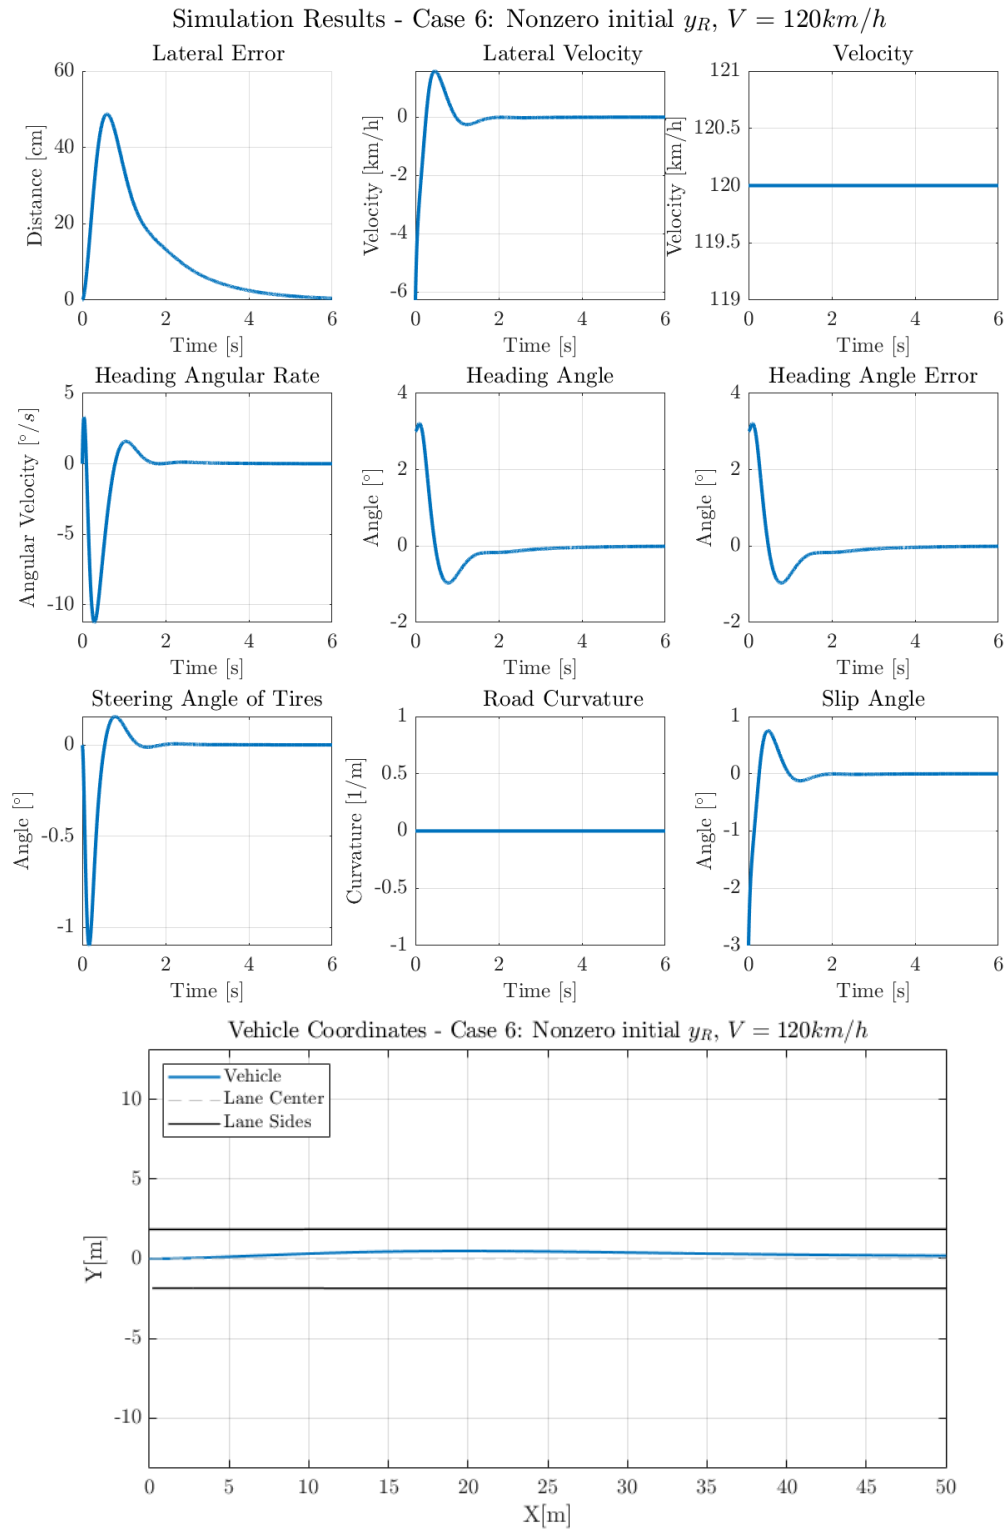 Simulation Results - Case 6: Nonzero initial y_R, V = 120km/h
Lateral Error
Distance [cm]
60
40
20
0
0 2 4 6
Time [s]
Lateral Velocity
Velocity [km/h]
0
-2
-4
-6
0 2 4 6
Time [s]
Velocity
Velocity [km/h]
121
120.5
120
119.5
119
0 2 4 6
Time [s]
Heading Angular Rate
Angular Velocity [°/s]
5
0
-5
-10
0 2 4 6
Time [s]
Heading Angle
Angle [°]
4
2
0
-2
0 2 4 6
Time [s]
Heading Angle Error
Angle [°]
4
2
0
-2
0 2 4 6
Time [s]
Steering Angle of Tires
Angle [°]
0
-0.5
-1
0 2 4 6
Time [s]
Road Curvature
Curvature [1/m]
1
0.5
0
-0.5
-1
0 2 4 6
Time [s]
Slip Angle
Angle [°]
1
0
-1
-2
-3
0 2 4 6
Time [s]
Vehicle Coordinates - Case 6: Nonzero initial y_R, V = 120km/h
Vehicle
Lane Center
Lane Sides
Y[m]
10
5
0
-5
-10
0 5 10 15 20 25 30 35 40 45 50
X[m]